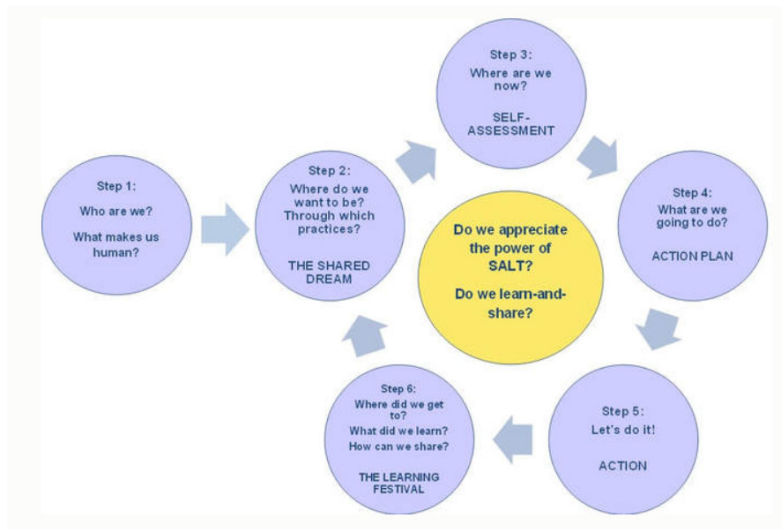 Step 1:
Who are we?
What makes us
human?
Step 2:
Where do we
want to be?
Through which
practices?
THE SHARED
DREAM
Step 3:
Where are we
now?
SELF-
ASSESSMENT
Step 4:
What are we
going to do?
ACTION PLAN
Step 5:
Let's do it!
ACTION
Step 6:
Where did we get
to?
What did we learn?
How can we share?
THE LEARNING
FESTIVAL
Do we appreciate
the power of
SALT?
Do we learn-and-
share?